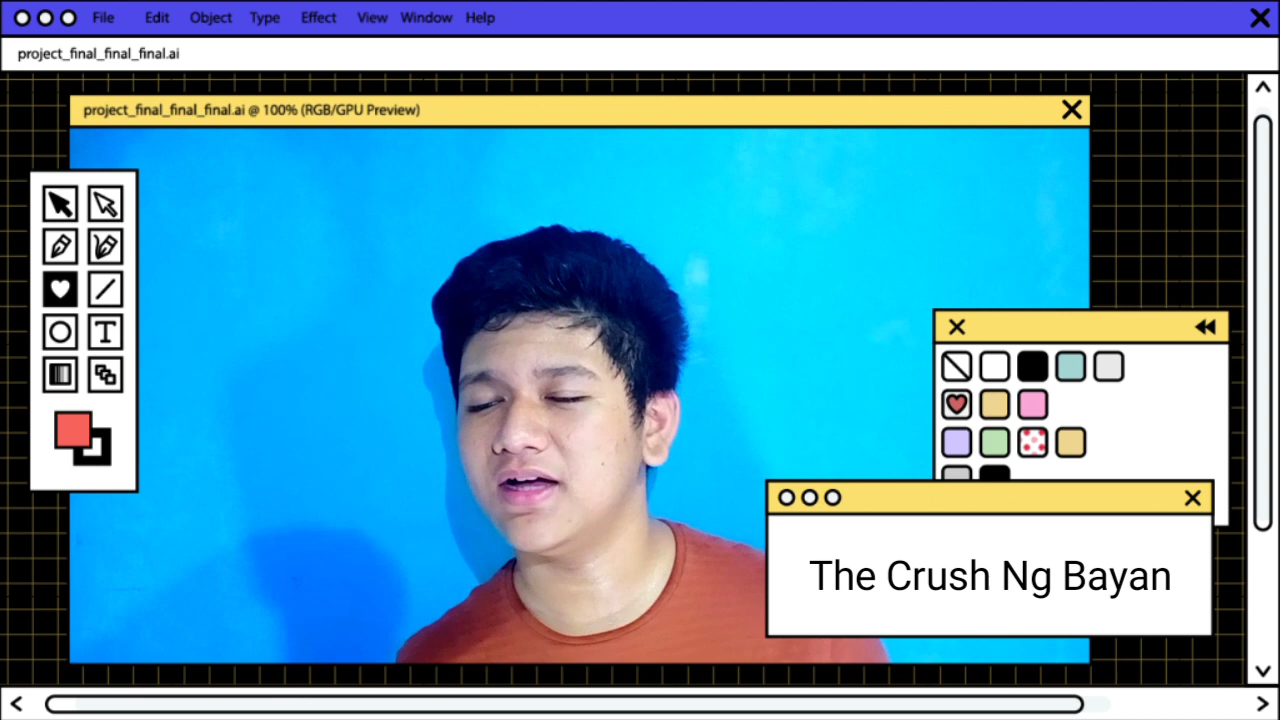 File Edit Object Type Effect View Window Help
project_final_final_final.ai
project_final_final_final.ai @ 100% (RGB/GPU Preview)
T
The Crush Ng Bayan